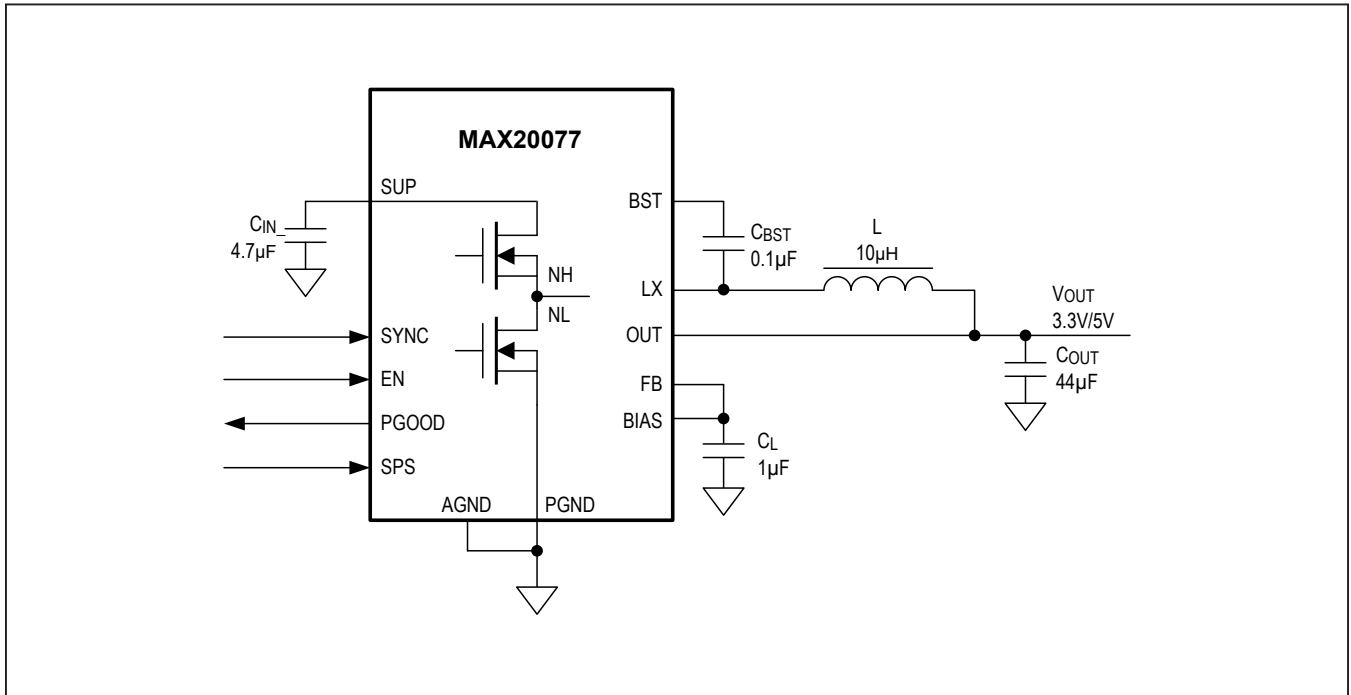 MAX20077
SUP
BST
CIN_
4.7µF
CBST
0.1µF
L
10µH
NH
LX
NL
VOUT
3.3V/5V
SYNC
OUT
COUT
44µF
EN
FB
PGOOD
BIAS
CL
1µF
SPS
AGND
PGND